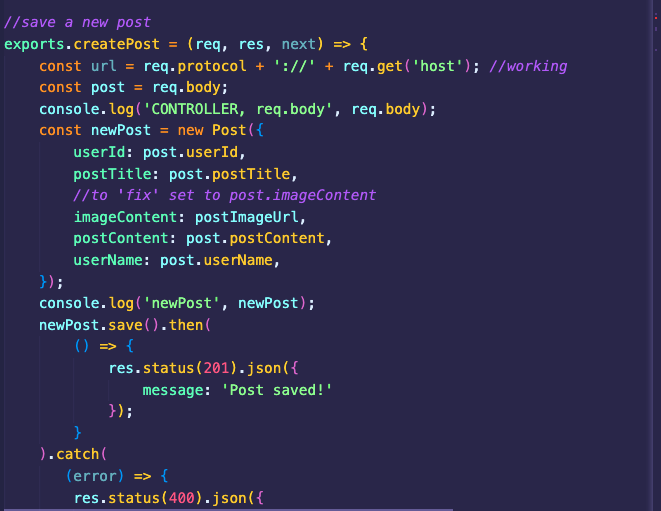 //save a new post
exports.createPost = (req, res, next) => {
    const url = req.protocol + '://' + req.get('host'); //working
    const post = req.body;
    console.log('CONTROLLER, req.body', req.body);
    const newPost = new Post({
        userId: post.userId,
        postTitle: post.postTitle,
        //to 'fix' set to post.imageContent
        imageContent: postImageUrl,
        postContent: post.postContent,
        userName: post.userName,
    });
    console.log('newPost', newPost);
    newPost.save().then(
        () => {
            res.status(201).json({
                message: 'Post saved!'
            });
        }
    ).catch(
       (error) => {
        res.status(400).json({